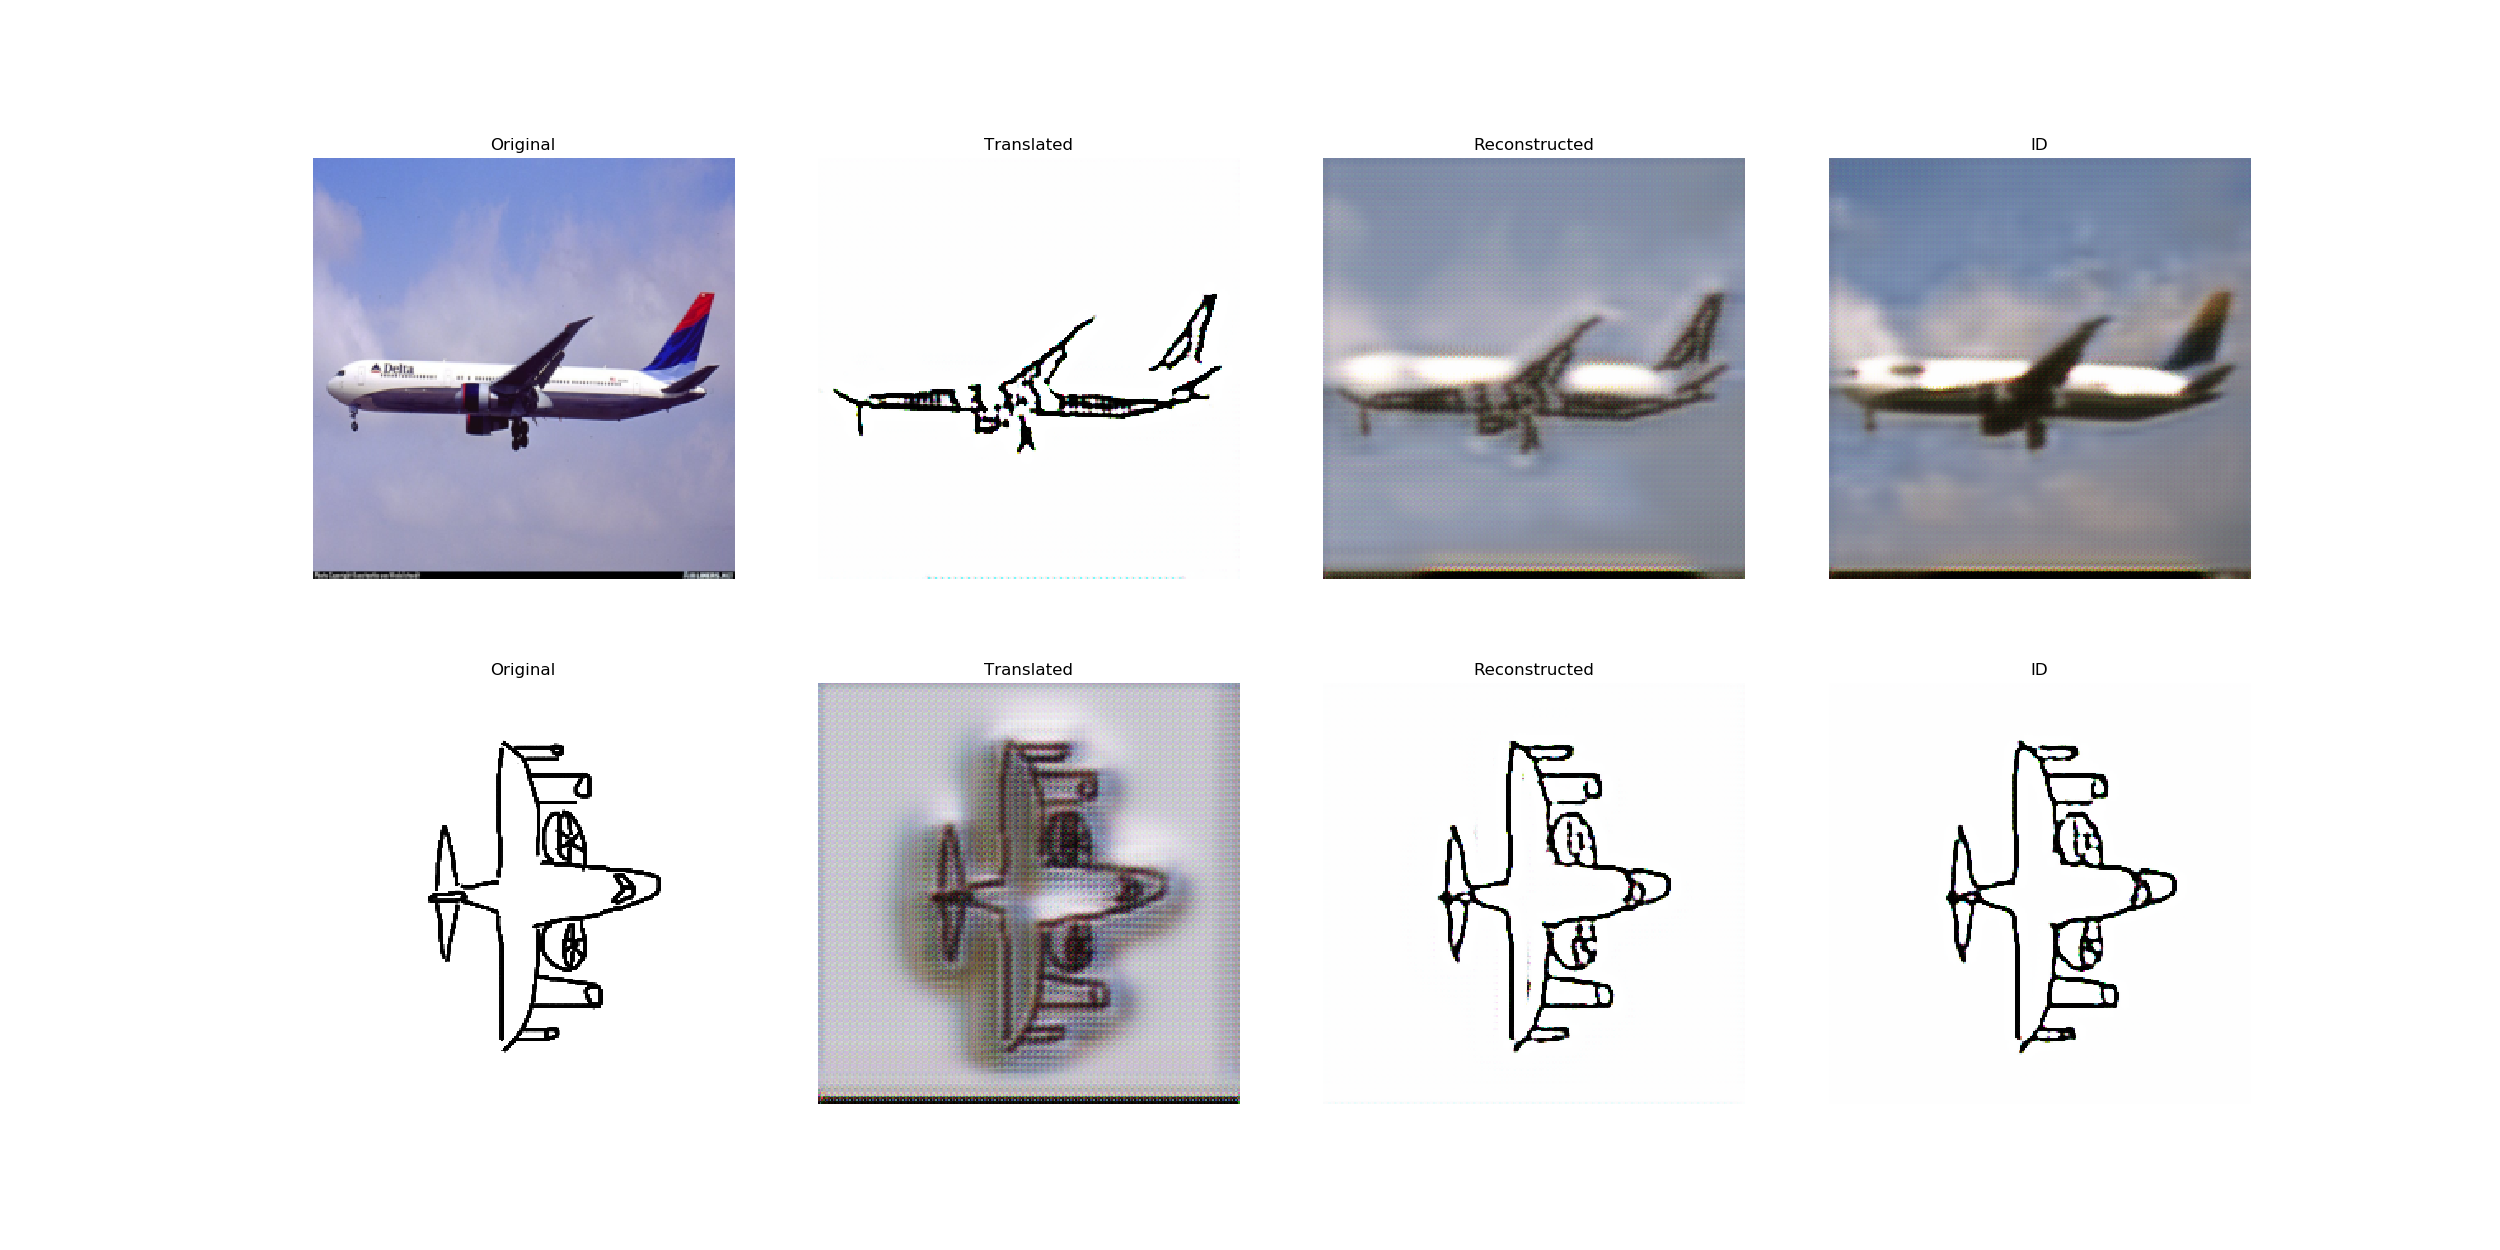 Original
Translated
Reconstructed
ID
Delta
Original
Translated
Reconstructed
ID